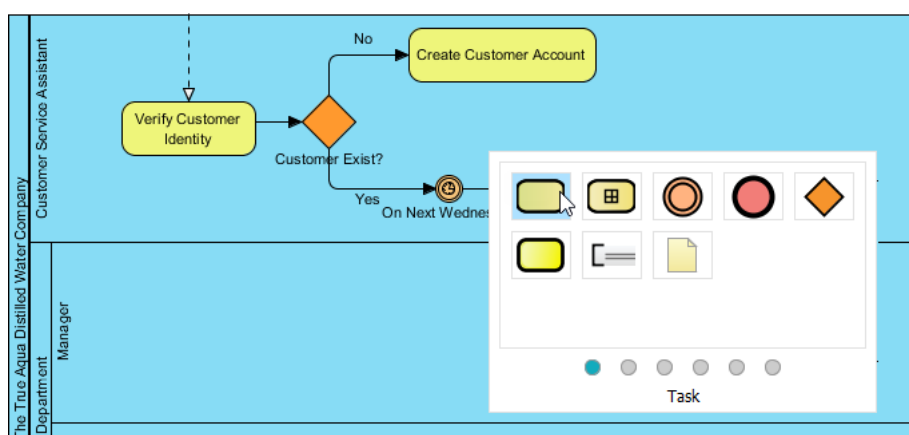 The True Aqua Distilled Water Company
Customer Service Assistant
No
Create Customer Account
Verify Customer
Identity
Customer Exist?
Yes
On Next Wednes
Department
Manager
Task